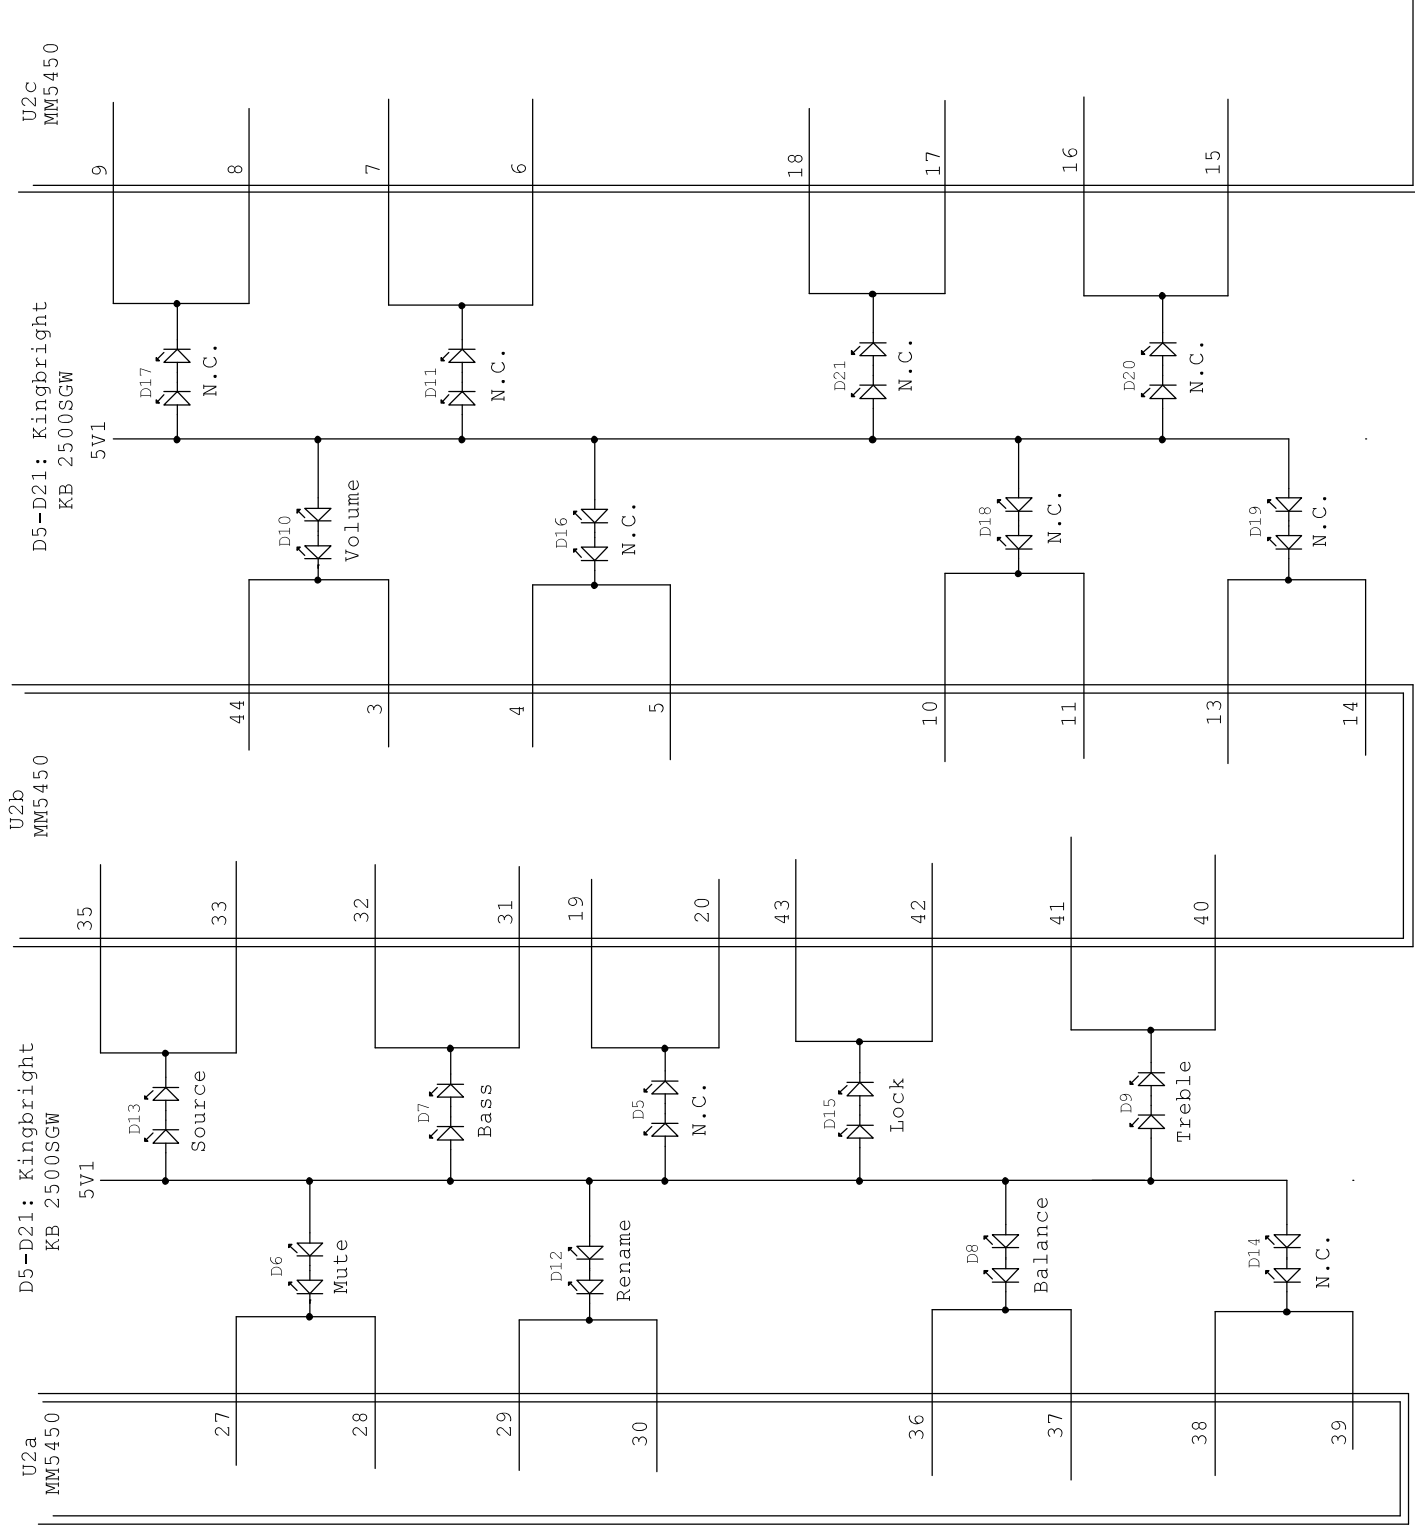 U2c
MM5450
9
8
7
6
18
17
16
15
D5-D21: Kingbright
KB 2500SGW
5V1
D17
N.C.
D11
N.C.
D21
N.C.
D20
N.C.
D10
Volume
D16
N.C.
D18
N.C.
D19
N.C.
44
3
4
5
10
11
13
14
U2b
MM5450
35
33
32
31
19
20
43
42
41
40
D5-D21: Kingbright
KB 2500SGW
5V1
D13
Source
D7
Bass
D5
N.C.
D15
Lock
D9
Treble
D6
Mute
D12
Rename
D8
Balance
D14
N.C.
27
28
29
30
36
37
38
39
U2a
MM5450